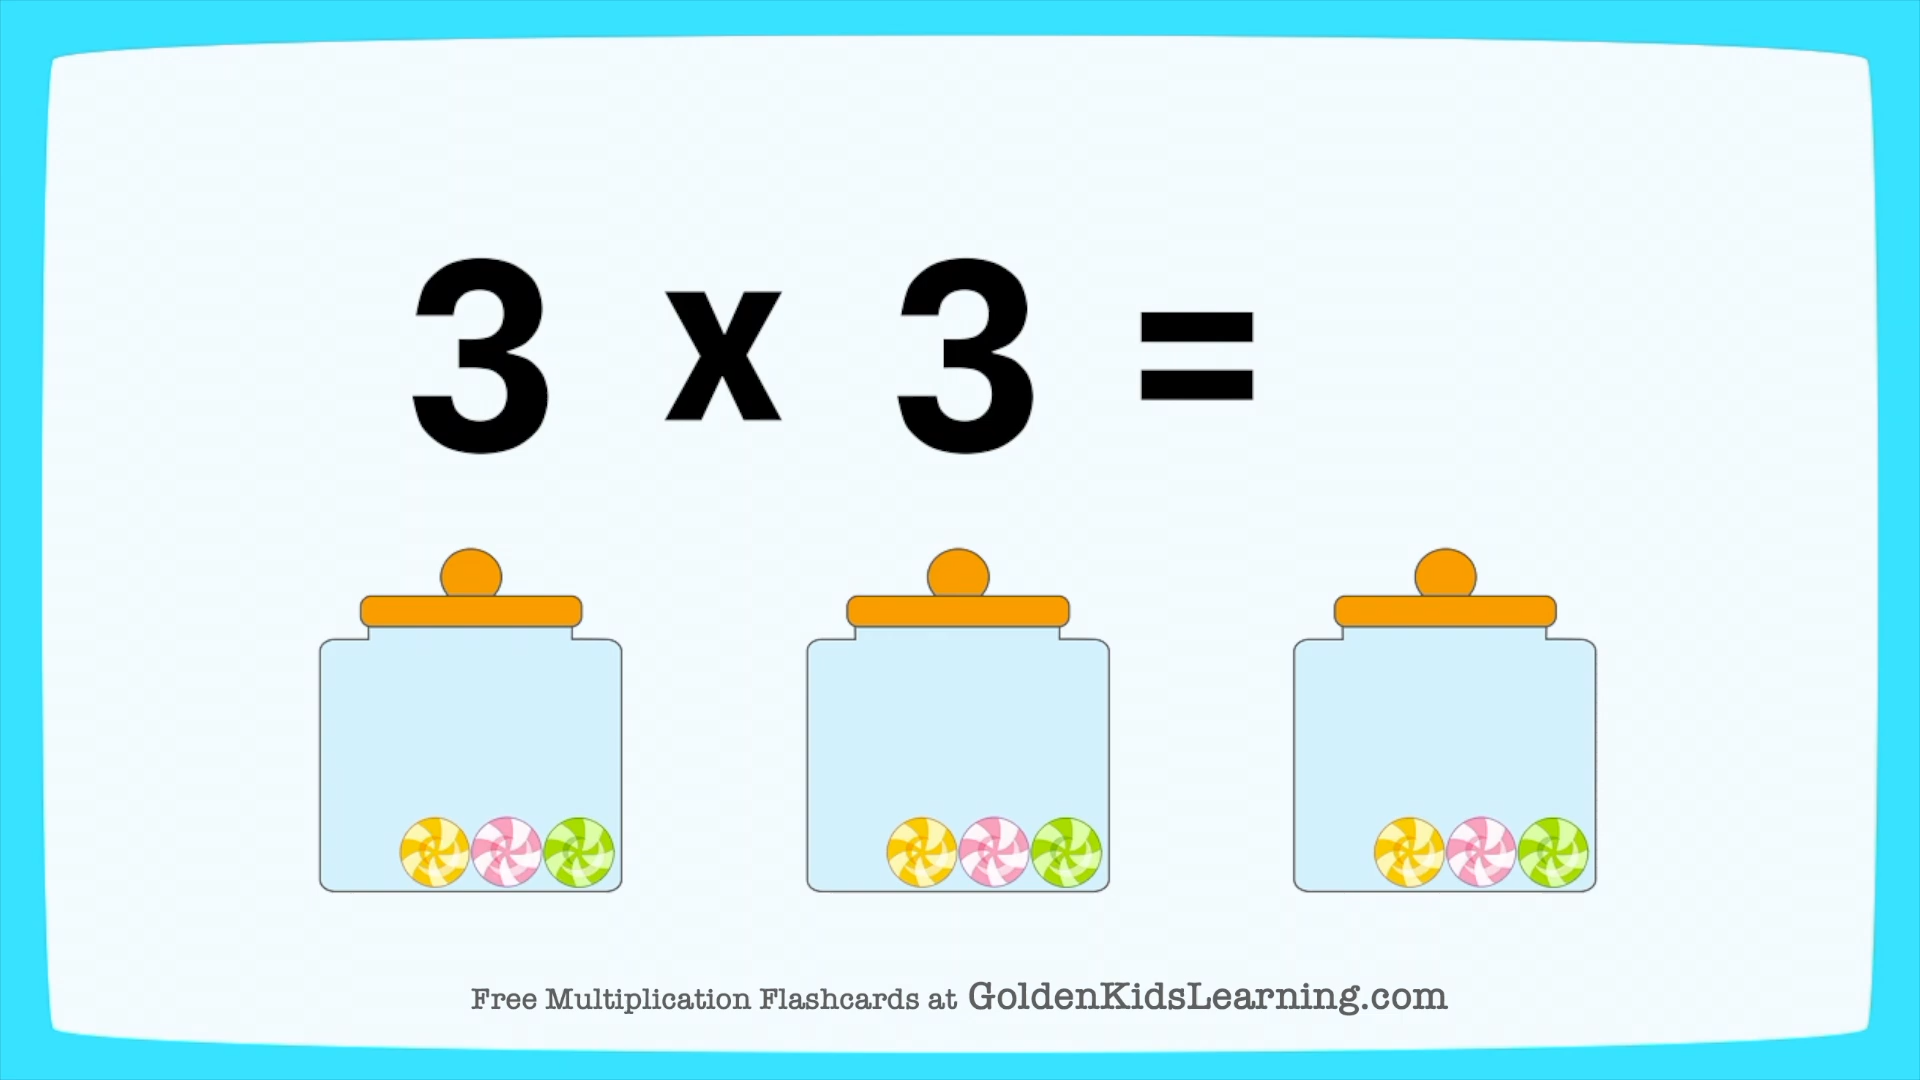 3 x 3 =
Free Multiplication Flashcards at GoldenKidsLearning.com